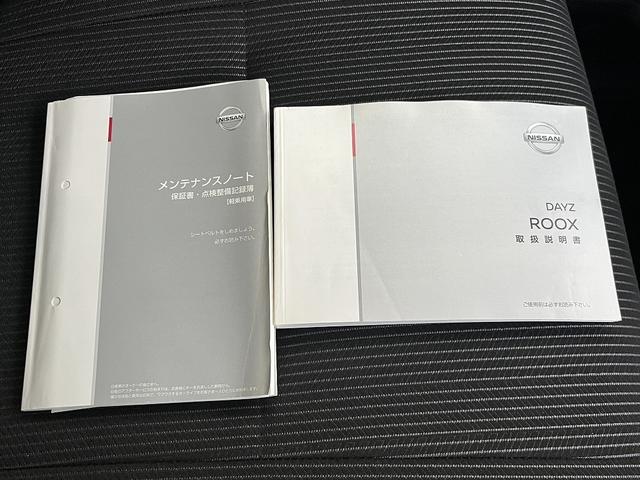 NISSAN
メンテナンスノート
保証書・点検整備記録簿
[軽乗用車]
シートベルトをしめましょう。
必ずお読み下さい。
NISSAN
DAYZ
ROOX
取扱説明書
ご使用前は必ずお読み下さい。